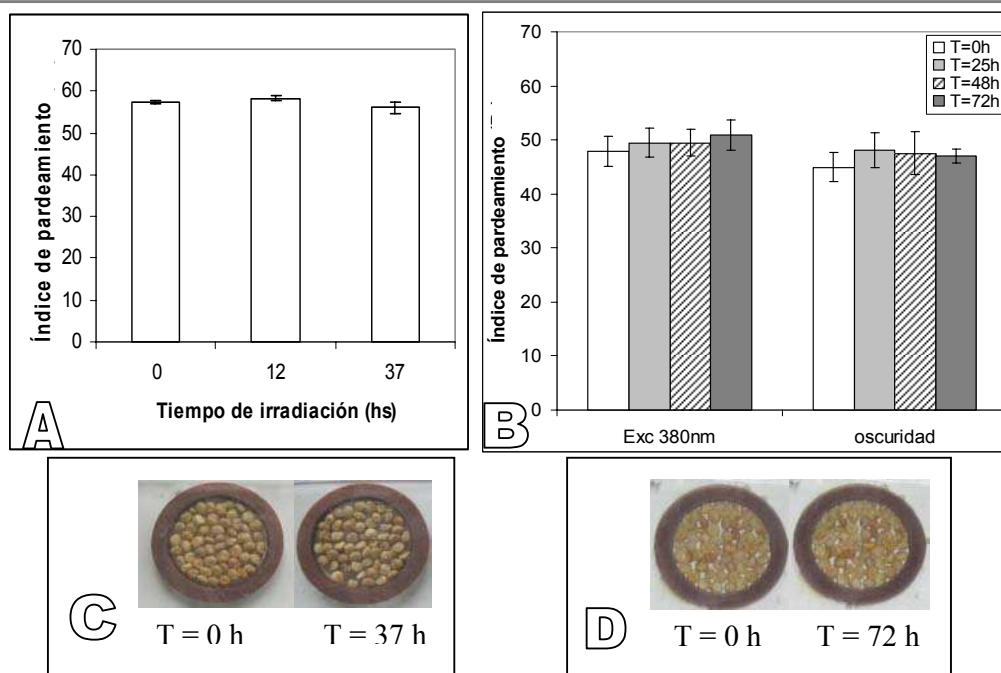 70
60
50
40
30
20
10
0
Índice de pardeamiento
0 12 37
Tiempo de irradiación (hs)
A
70
60
50
40
30
20
10
0
Índice de pardeamiento
T=0h
T=25h
T=48h
T=72h
Exc 380nm oscuridad
B
C
T = 0 h T = 37 h
D
T = 0 h T = 72 h